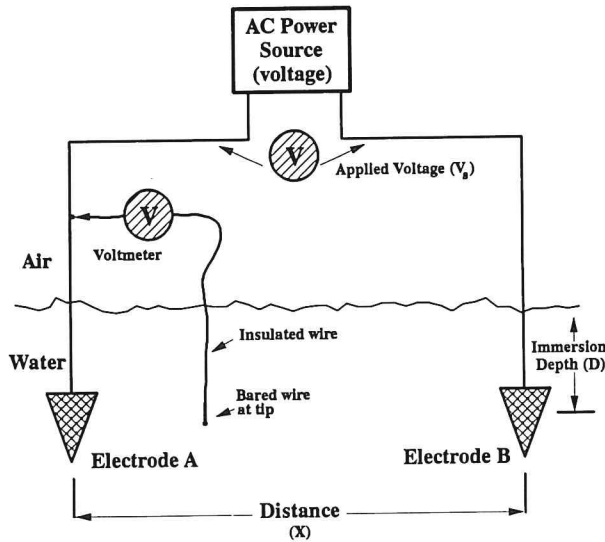 AC Power
Source
(voltage)
V
Applied Voltage (Vs)
V
Voltmeter
Air
Insulated wire
Water
Immersion
Depth (D)
Bared wire
at tip
Electrode A
Electrode B
Distance
(X)